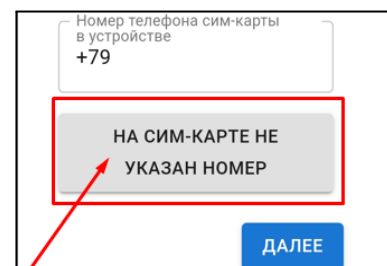 Номер телефона сим-карты
в устройстве
+79
НА СИМ-КАРТЕ НЕ
УКАЗАН НОМЕР
ДАЛЕЕ